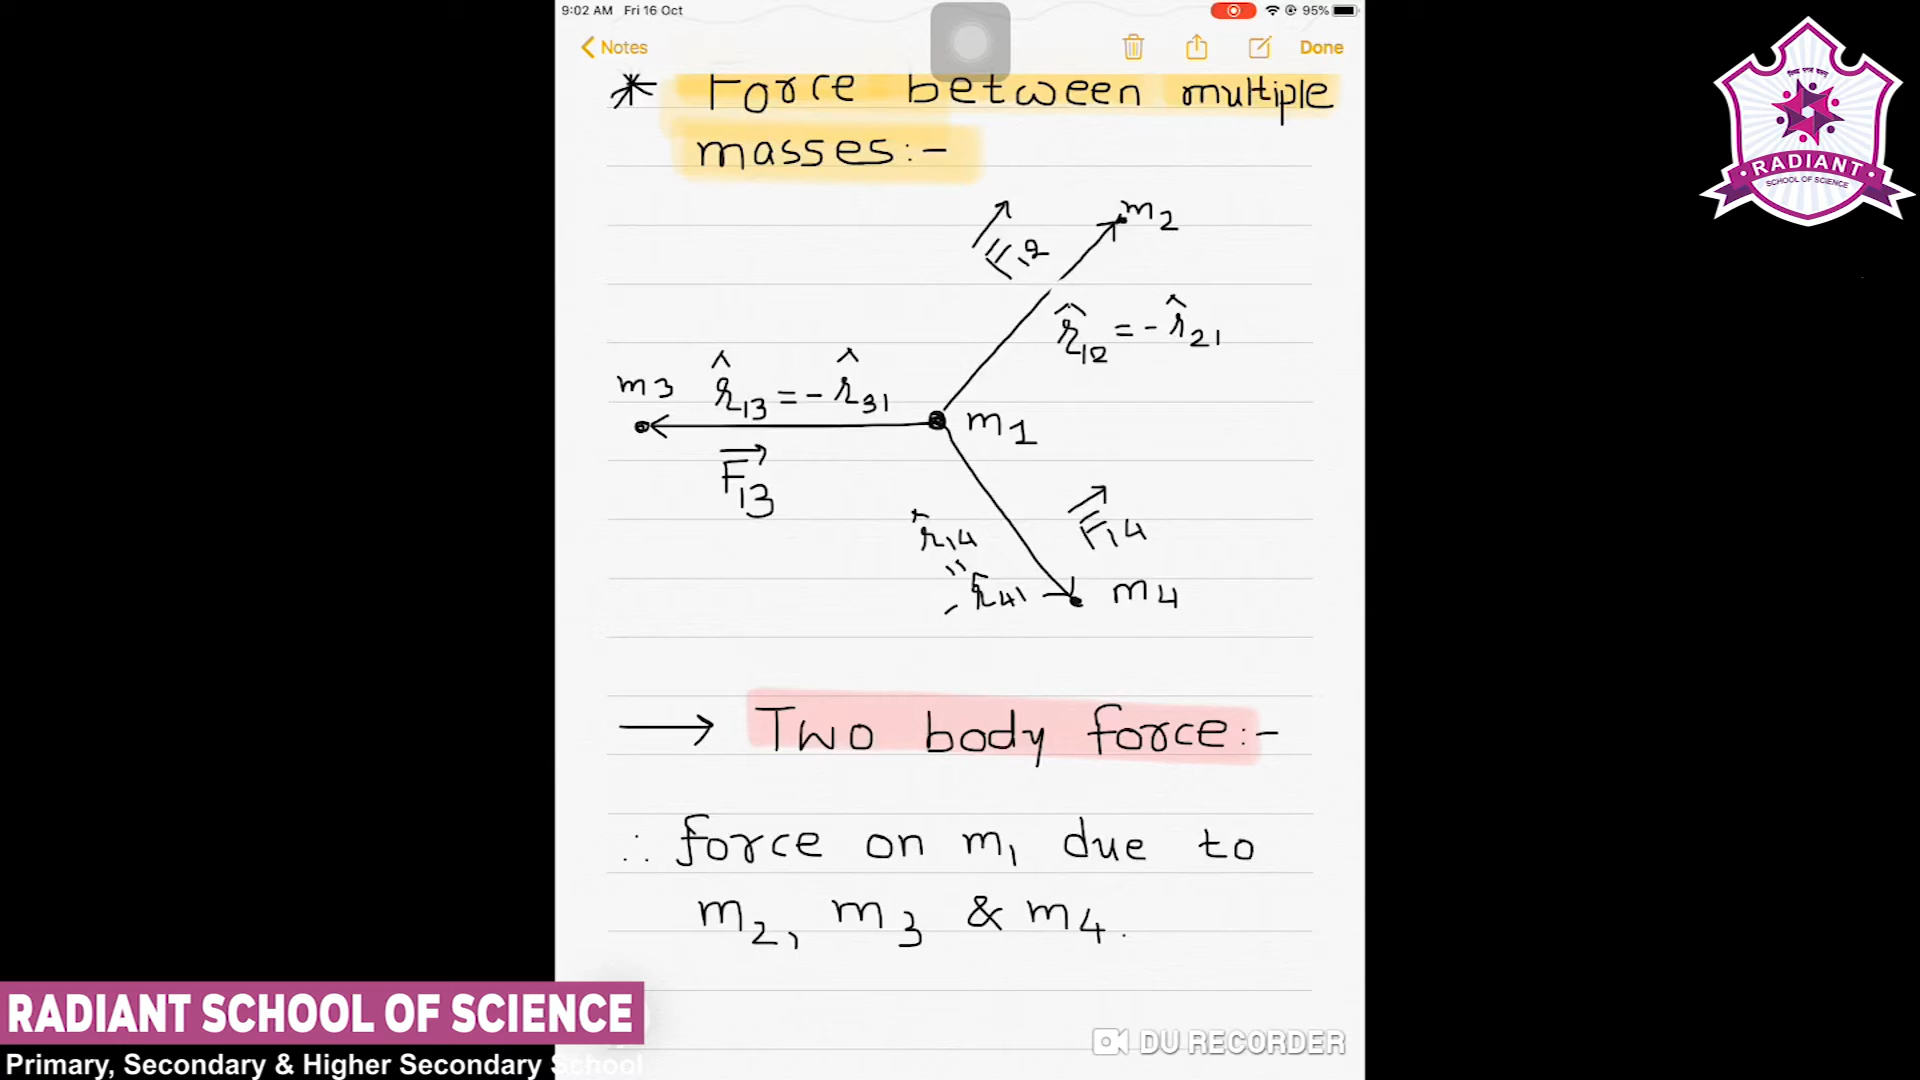 9:02 AM Fri 16 Oct
95%
Notes
Done
* Force between multiple
masses:-
m2
F12
r̂12 = - r̂21
m3 r̂13 = - r̂31
m1
F13
F14
r̂14
"
- r̂41
m4
→ Two body force:-
∴ force on m1 due to
m2, m3 & m4.
RADIANT
SCHOOL OF SCIENCE
RADIANT SCHOOL OF SCIENCE
Primary, Secondary & Higher Secondary School
DU RECORDER